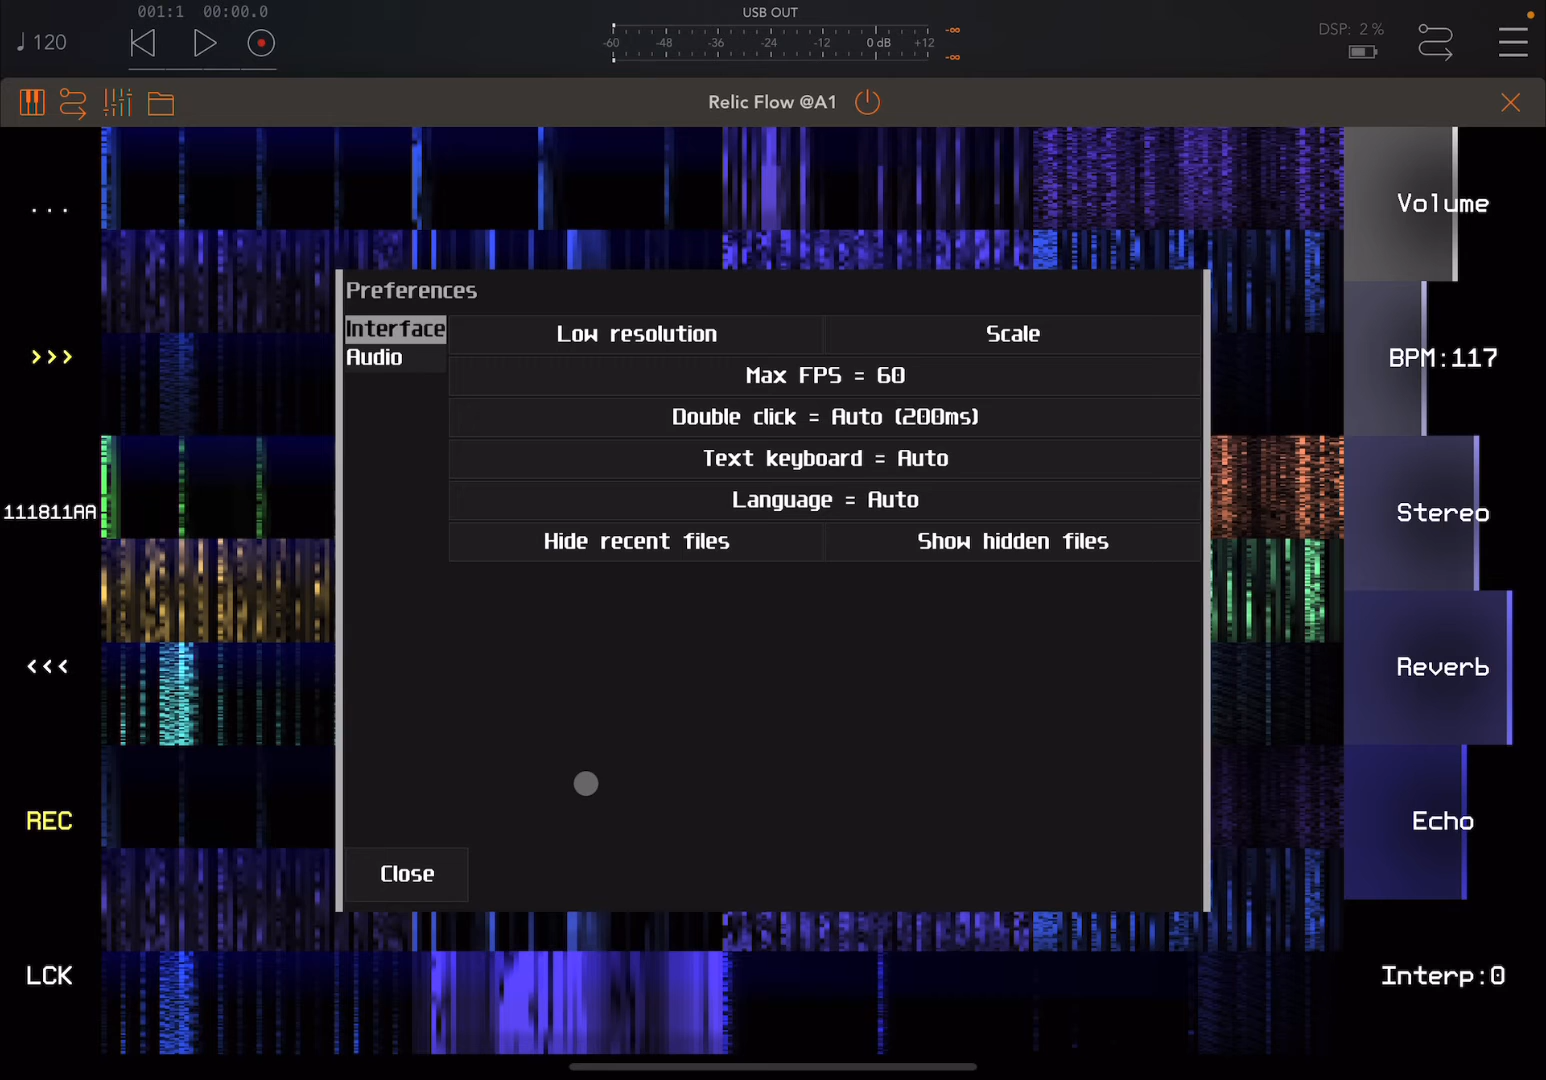 001:1 00:00.0
USB OUT
♩ 120
-60 -48 -36 -24 -12 0 dB +12
-∞
-∞
DSP: 2 %
Relic Flow @A1
...
>>>
111811AA
<<<
REC
LCK
Preferences
Interface
Audio
Low resolution Scale
Max FPS = 60
Double click = Auto (200ms)
Text keyboard = Auto
Language = Auto
Hide recent files Show hidden files
Close
Volume
BPM:117
Stereo
Reverb
Echo
Interp:0